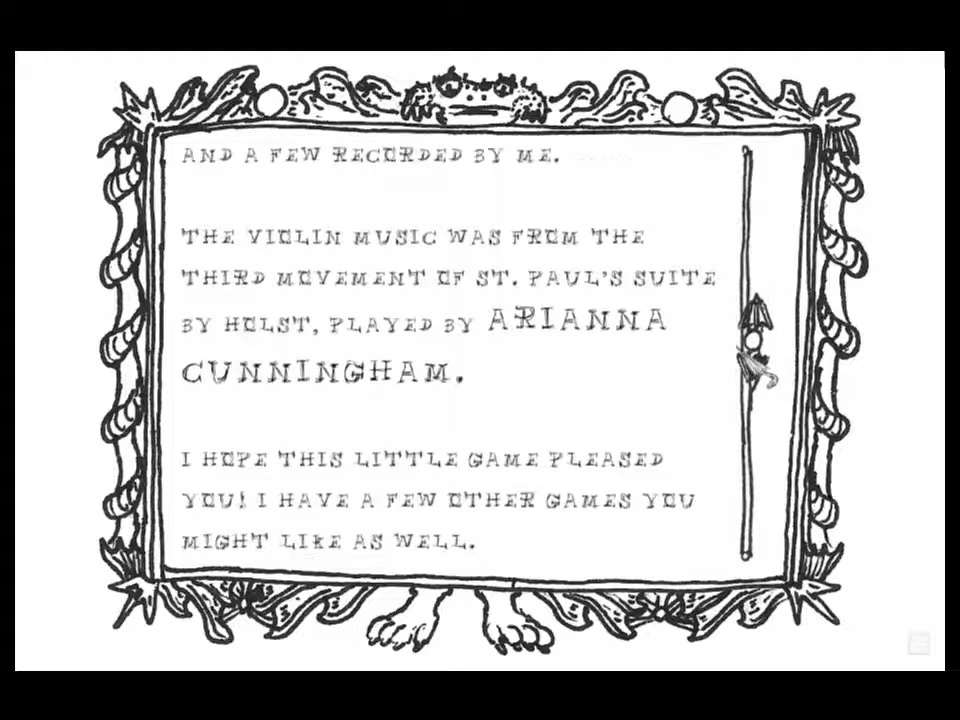 AND A FEW RECORDED BY ME.
THE VIOLIN MUSIC WAS FROM THE
THIRD MOVEMENT OF ST. PAUL'S SUITE
BY HOLST, PLAYED BY ARIANNA
CUNNINGHAM.
I HOPE THIS LITTLE GAME PLEASED
YOU! I HAVE A FEW OTHER GAMES YOU
MIGHT LIKE AS WELL.